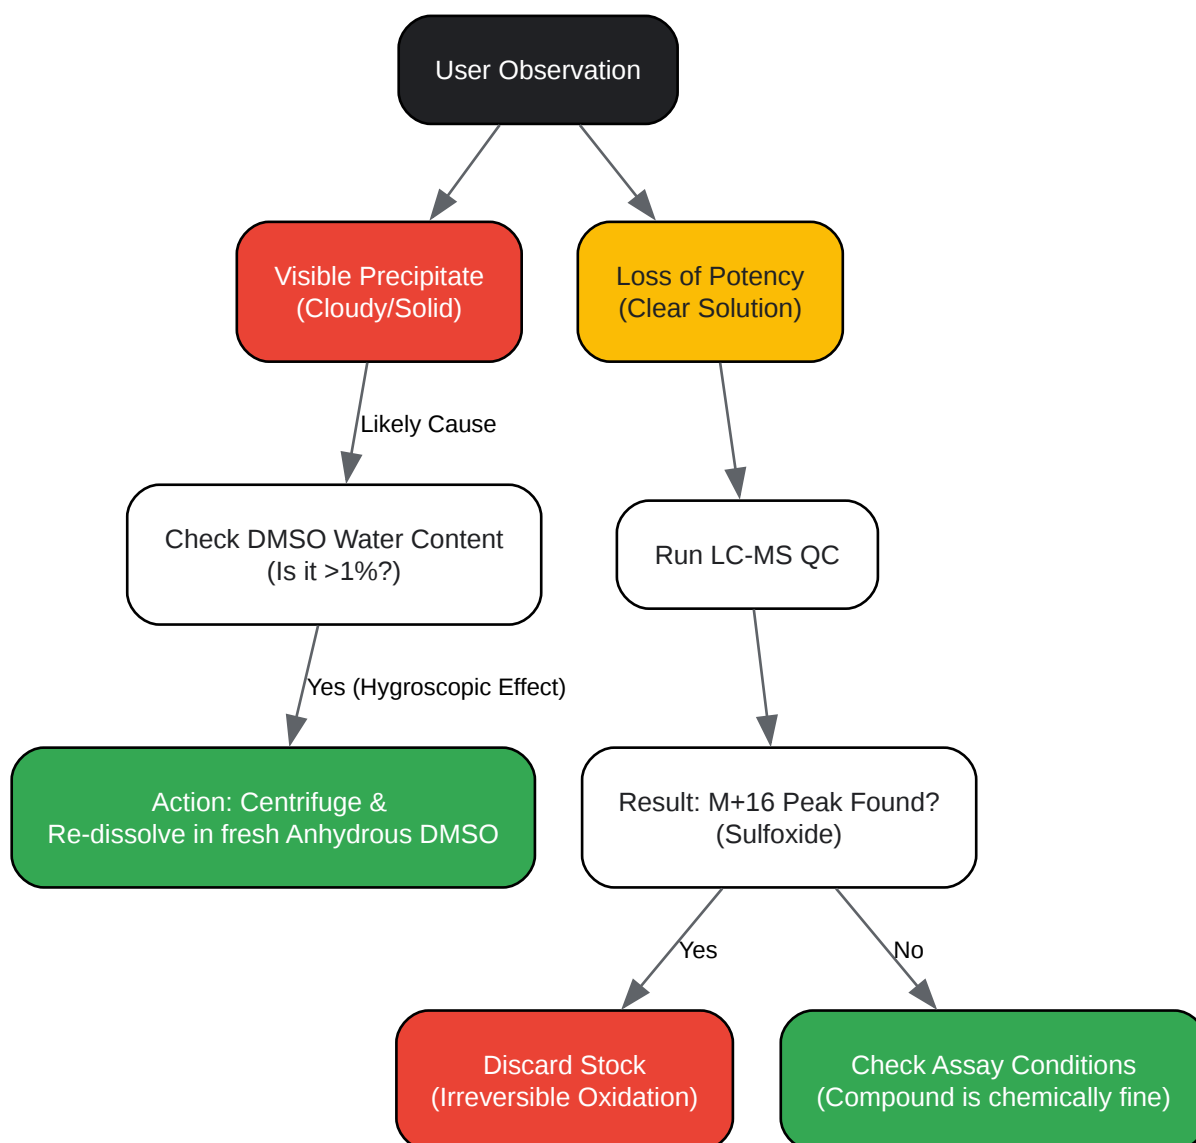 User Observation
Visible Precipitate
(Cloudy/Solid)
Loss of Potency
(Clear Solution)
Likely Cause
Check DMSO Water Content
(Is it >1%?)
Run LC-MS QC
Yes (Hygroscopic Effect)
Action: Centrifuge &
Re-dissolve in fresh Anhydrous DMSO
Result: M+16 Peak Found?
(Sulfoxide)
Yes
No
Discard Stock
(Irreversible Oxidation)
Check Assay Conditions
(Compound is chemically fine)